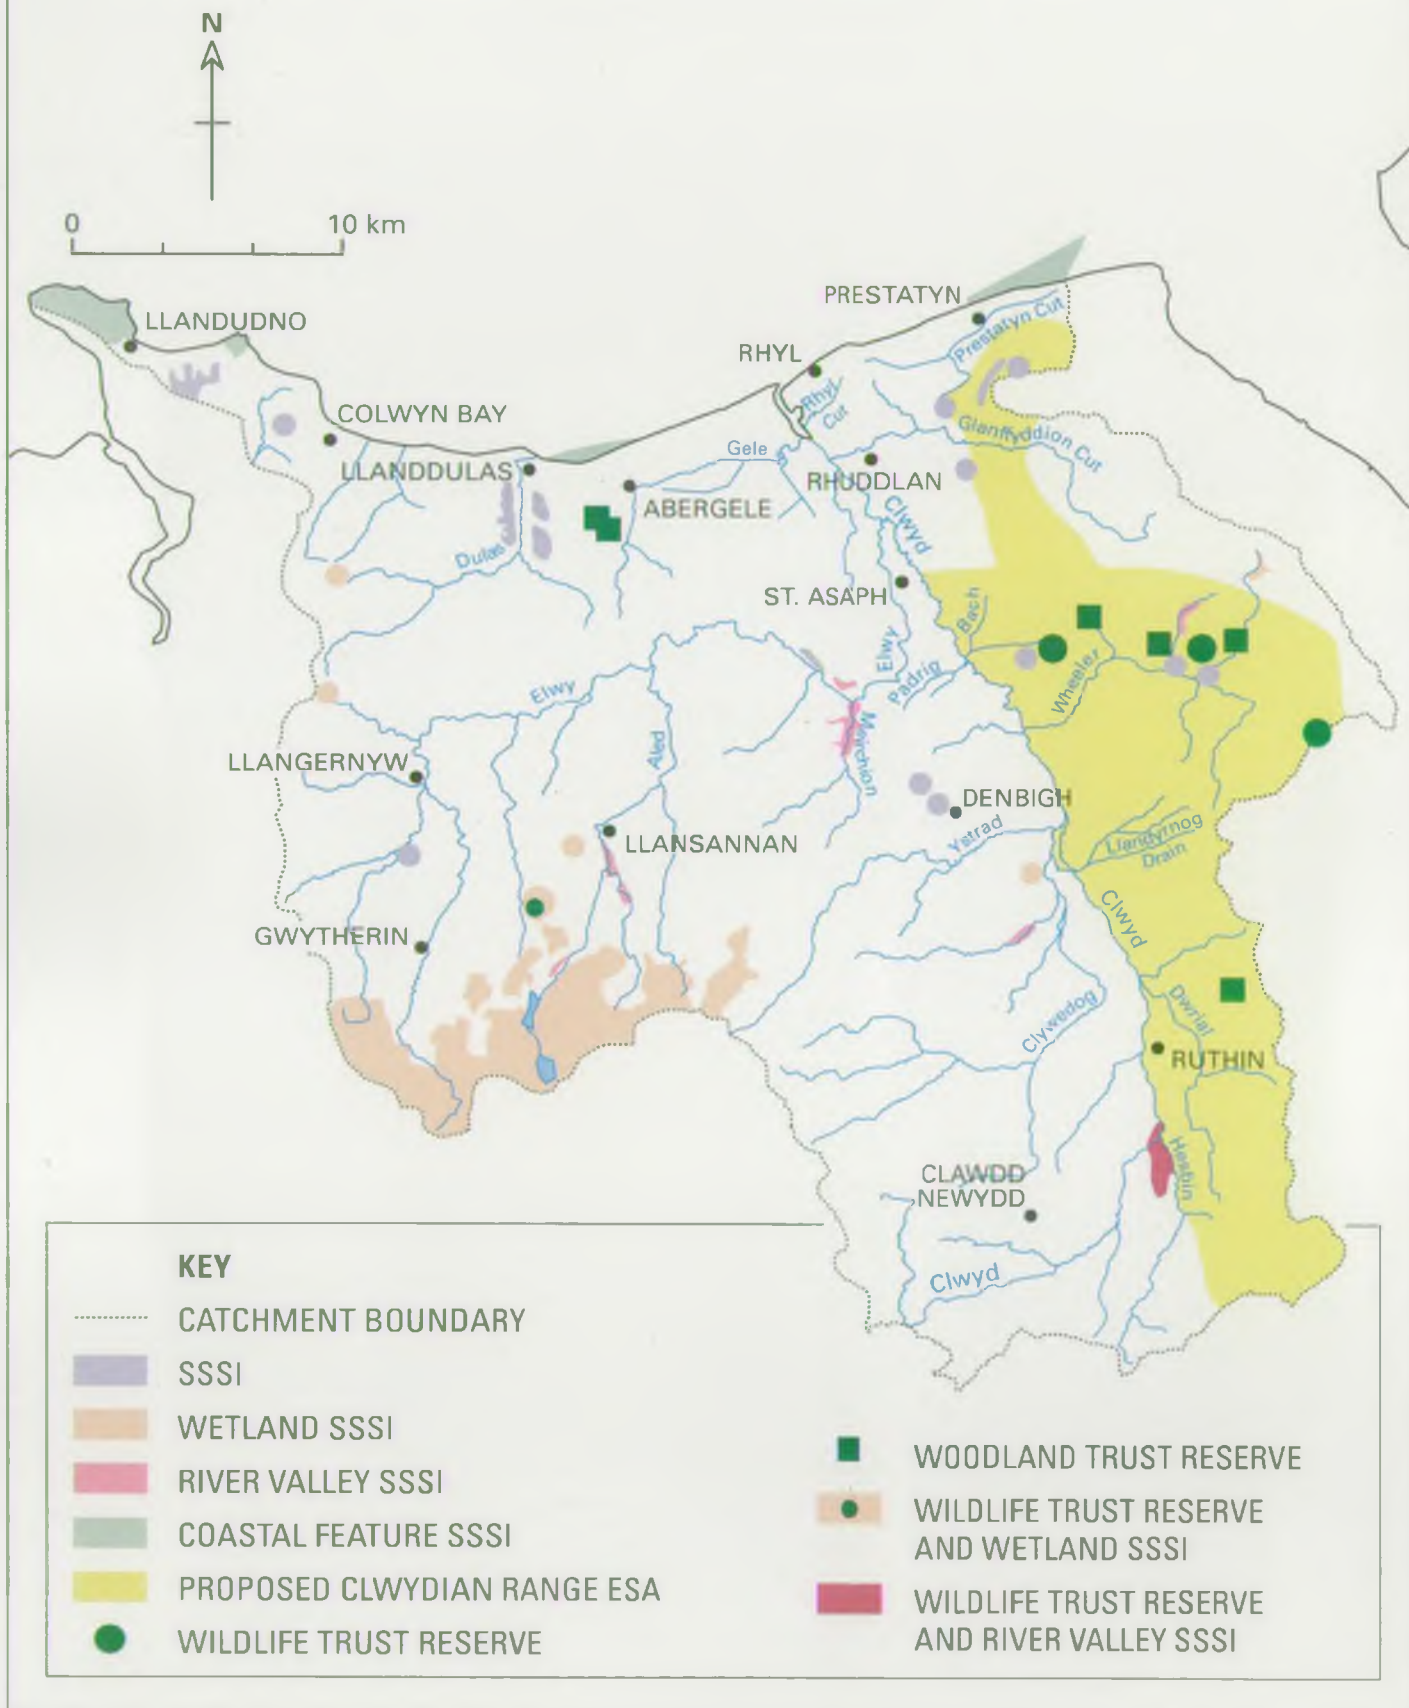 N
0 10 km
PRESTATYN
LLANDUDNO
Prestatyn Cut
RHYL
Rhyl
Cut
COLWYN BAY
Glanffyddion Cut
Gele
LLANDDULAS
RHUDDLAN
ABERGELE
Clwyd
Dulas
ST. ASAPH
Bach
Elwy
Padrig
Wheeler
Elwy
Aled
Meirchion
LLANGERNYW
DENBIGH
Ystrad
Llandyrnog
Drain
LLANSANNAN
Clwyd
GWYTHERIN
Dwrial
Clywedog
RUTHIN
Hesbin
CLAWDD
NEWYDD
Clwyd
KEY
CATCHMENT BOUNDARY
SSSI
WETLAND SSSI
RIVER VALLEY SSSI
COASTAL FEATURE SSSI
PROPOSED CLWYDIAN RANGE ESA
WILDLIFE TRUST RESERVE
WOODLAND TRUST RESERVE
WILDLIFE TRUST RESERVE
AND WETLAND SSSI
WILDLIFE TRUST RESERVE
AND RIVER VALLEY SSSI